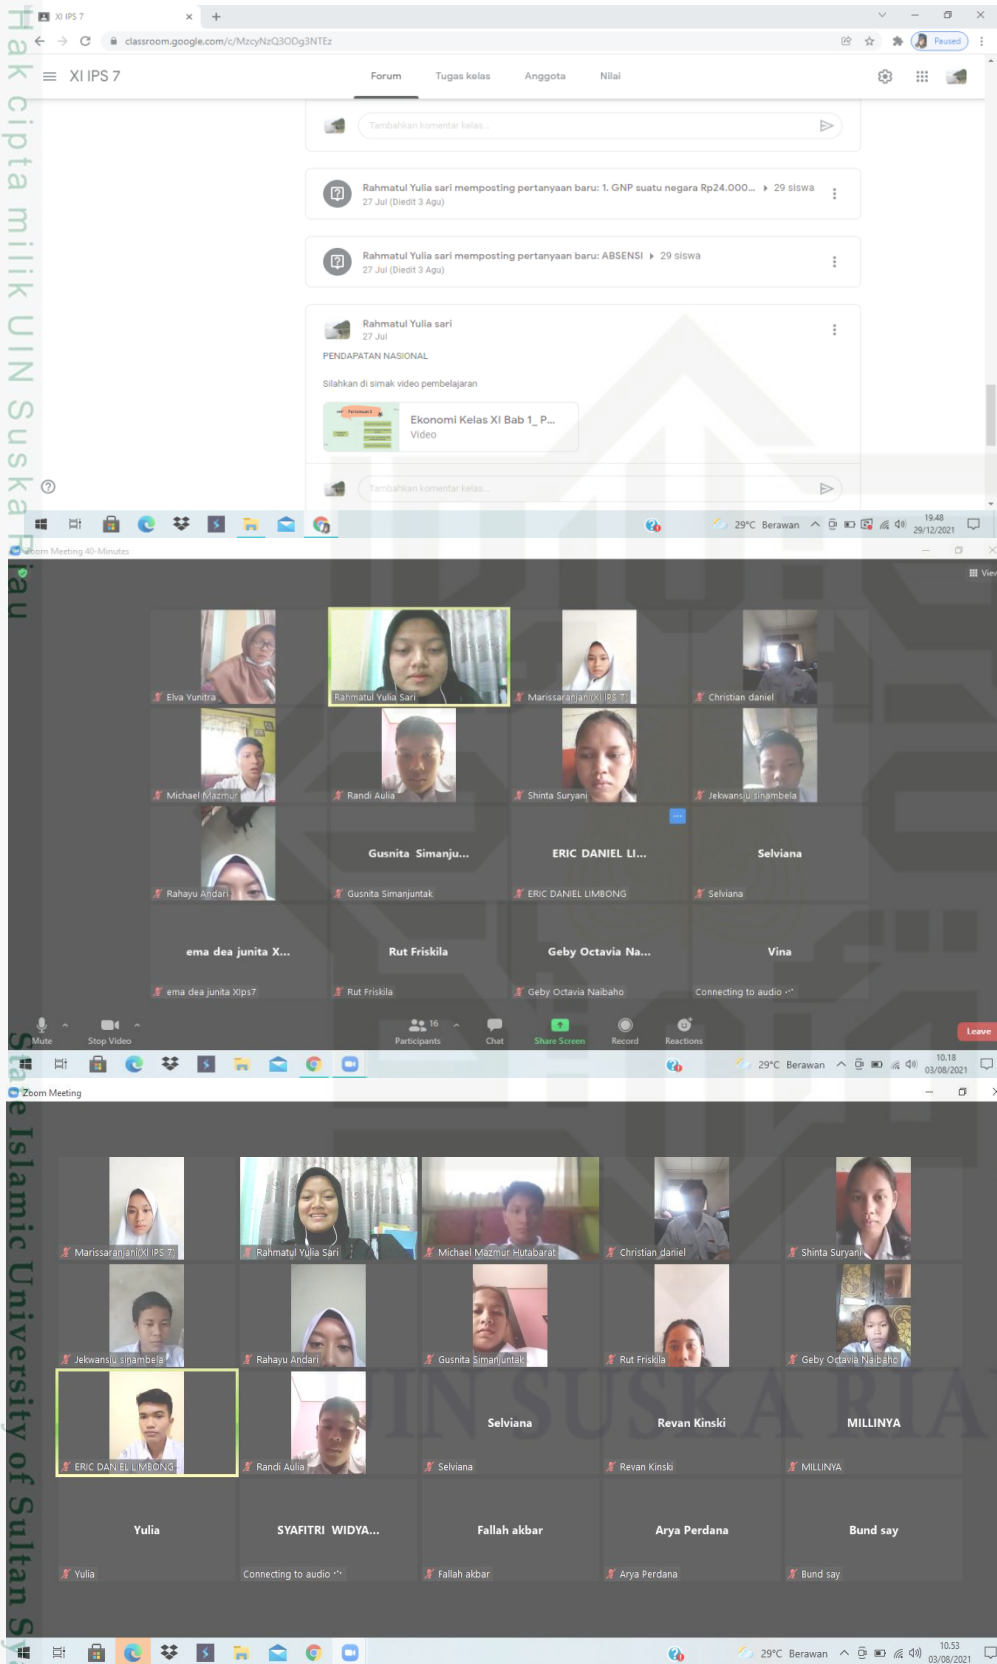 XI IPS 7
classroom.google.com/c/MzcyNzQ3ODg3NTEz
Paused
XI IPS 7
Forum Tugas kelas Anggota Nilai
Tambahkan komentar kelas...
Rahmatul Yulia sari memposting pertanyaan baru: 1. GNP suatu negara Rp24.000... 29 siswa
27 Jul (Diedit 3 Agu)
Rahmatul Yulia sari memposting pertanyaan baru: ABSENSI 29 siswa
27 Jul (Diedit 3 Agu)
Rahmatul Yulia sari
27 Jul
PENDAPATAN NASIONAL
Silahkan di simak video pembelajaran
Ekonomi Kelas XI Bab 1_ P...
Video
Tambahkan komentar kelas...
29°C Berawan
19.48
29/12/2021
Zoom Meeting 40-Minutes
View
Elva Yunitra
Rahmatul Yulia Sari
Marissaranjani(XI IPS 7)
Christian daniel
Michael Mazmur
Randi Aulia
Shinta Suryani
Jekwansju sinambela
Rahayu Andari
Gusnita Simanju...
Gusnita Simanjuntak
ERIC DANIEL LI...
ERIC DANIEL LIMBONG
Selviana
Selviana
ema dea junita X...
ema dea junita XIps7
Rut Friskila
Rut Friskila
Geby Octavia Na...
Geby Octavia Naibaho
Vina
Connecting to audio
Mute
Stop Video
16
Participants
Chat
Share Screen
Record
Reactions
Leave
29°C Berawan
10.18
03/08/2021
Zoom Meeting
Marissaranjani(XI IPS 7)
Rahmatul Yulia Sari
Michael Mazmur Hutabarat
Christian daniel
Shinta Suryani
Jekwansju sinambela
Rahayu Andari
Gusnita Simanjuntak
Rut Friskila
Geby Octavia Naibaho
ERIC DANIEL LIMBONG
Randi Aulia
Selviana
Selviana
Revan Kinski
Revan Kinski
MILLINYA
MILLINYA
Yulia
Yulia
SYAFITRI WIDYA...
Connecting to audio
Fallah akbar
Fallah akbar
Arya Perdana
Arya Perdana
Bund say
Bund say
29°C Berawan
10.53
03/08/2021
Hak cipta milik UIN Suska Riau
State Islamic University of Sultan Sy
UIN SUSKA RIA